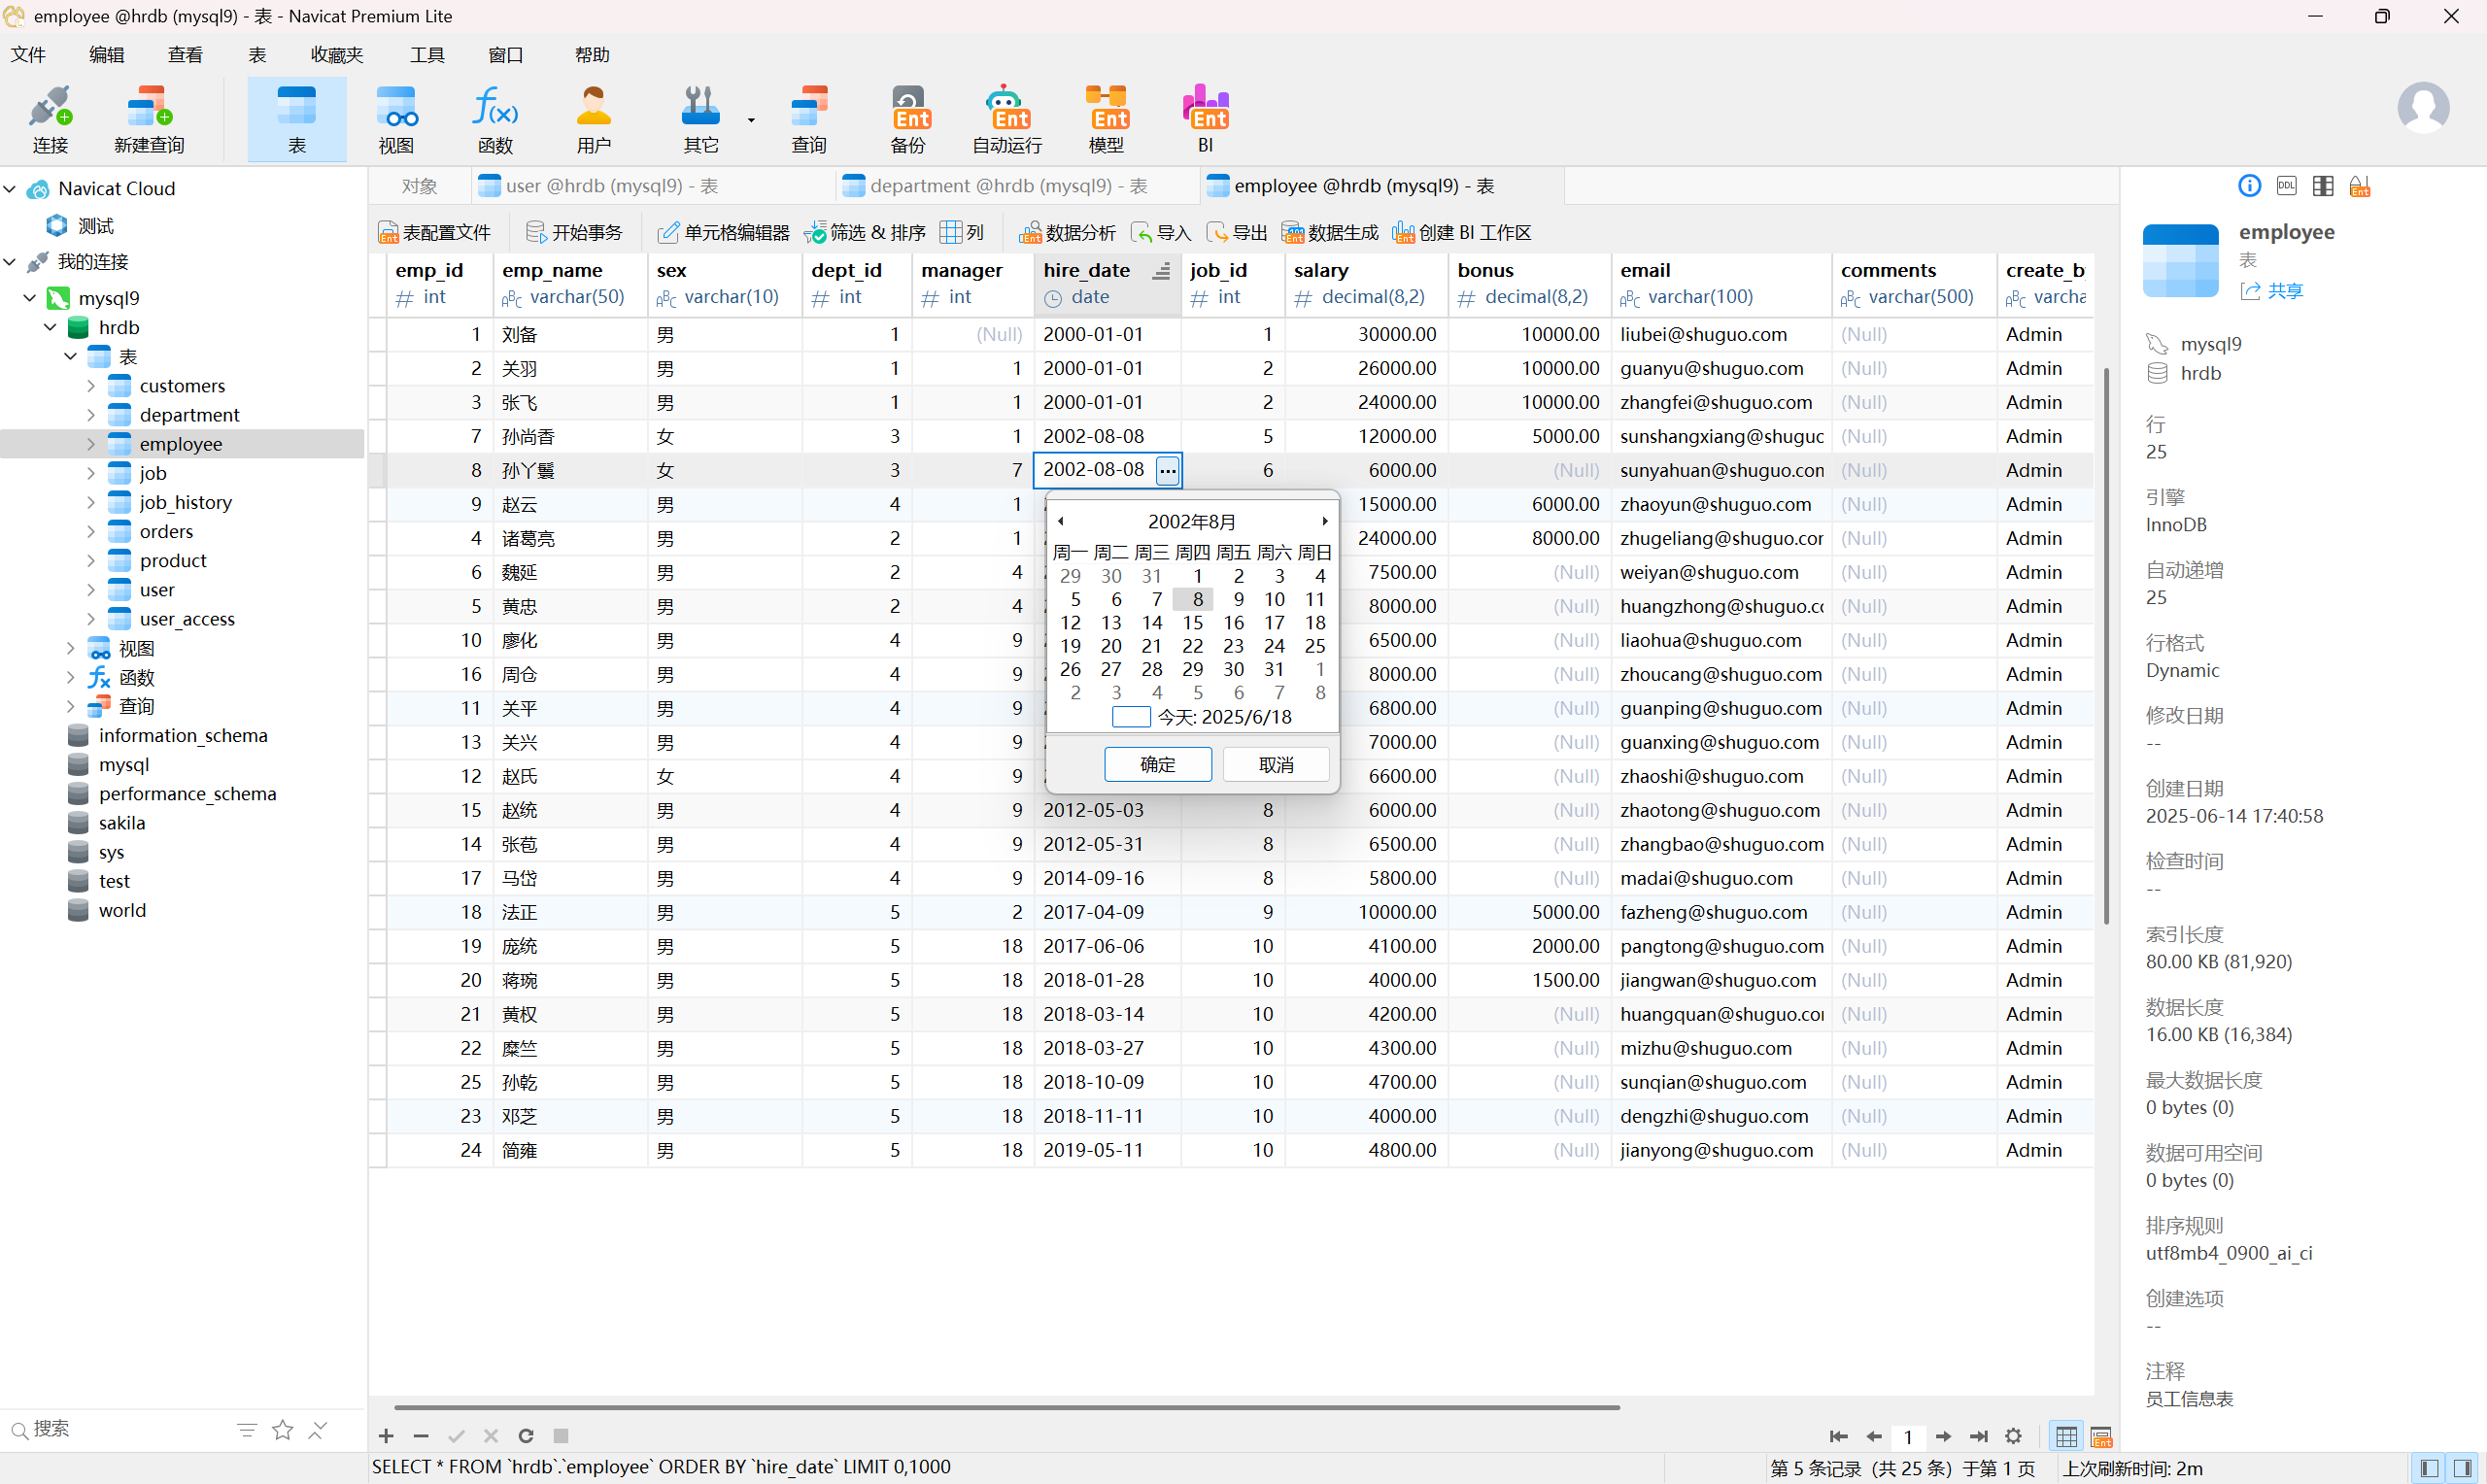 employee @hrdb (mysql9) - 表 - Navicat Premium Lite
文件 编辑 查看 表 收藏夹 工具 窗口 帮助
连接 新建查询 表 视图 函数 用户 其它 查询 备份 自动运行 模型 BI
Ent Ent Ent Ent
Navicat Cloud
测试
我的连接
mysql9
hrdb
表
customers
department
employee
job
job_history
orders
product
user
user_access
视图
函数
查询
information_schema
mysql
performance_schema
sakila
sys
test
world
搜索
对象 user @hrdb (mysql9) - 表 department @hrdb (mysql9) - 表 employee @hrdb (mysql9) - 表
表配置文件 开始事务 单元格编辑器 筛选 & 排序 列 数据分析 导入 导出 数据生成 创建 BI 工作区
emp_id emp_name sex dept_id manager hire_date job_id salary bonus email comments create_b
# int ABC varchar(50) ABC varchar(10) # int # int date # int # decimal(8,2) # decimal(8,2) ABC varchar(100) ABC varchar(500) ABC varcha
1 刘备 男 1 (Null) 2000-01-01 1 30000.00 10000.00 liubei@shuguo.com (Null) Admin
2 关羽 男 1 1 2000-01-01 2 26000.00 10000.00 guanyu@shuguo.com (Null) Admin
3 张飞 男 1 1 2000-01-01 2 24000.00 10000.00 zhangfei@shuguo.com (Null) Admin
7 孙尚香 女 3 1 2002-08-08 5 12000.00 5000.00 sunshangxiang@shuguc (Null) Admin
8 孙丫鬟 女 3 7 2002-08-08 ... 6 6000.00 (Null) sunyahuan@shuguo.con (Null) Admin
9 赵云 男 4 1 15000.00 6000.00 zhaoyun@shuguo.com (Null) Admin
4 诸葛亮 男 2 1 24000.00 8000.00 zhugeliang@shuguo.cor (Null) Admin
6 魏延 男 2 4 7500.00 (Null) weiyan@shuguo.com (Null) Admin
5 黄忠 男 2 4 8000.00 (Null) huangzhong@shuguo.cc (Null) Admin
10 廖化 男 4 9 6500.00 (Null) liaohua@shuguo.com (Null) Admin
16 周仓 男 4 9 8000.00 (Null) zhoucang@shuguo.com (Null) Admin
11 关平 男 4 9 6800.00 (Null) guanping@shuguo.com (Null) Admin
13 关兴 男 4 9 7000.00 (Null) guanxing@shuguo.com (Null) Admin
12 赵氏 女 4 9 6600.00 (Null) zhaoshi@shuguo.com (Null) Admin
15 赵统 男 4 9 2012-05-03 8 6000.00 (Null) zhaotong@shuguo.com (Null) Admin
14 张苞 男 4 9 2012-05-31 8 6500.00 (Null) zhangbao@shuguo.com (Null) Admin
17 马岱 男 4 9 2014-09-16 8 5800.00 (Null) madai@shuguo.com (Null) Admin
18 法正 男 5 2 2017-04-09 9 10000.00 5000.00 fazheng@shuguo.com (Null) Admin
19 庞统 男 5 18 2017-06-06 10 4100.00 2000.00 pangtong@shuguo.com (Null) Admin
20 蒋琬 男 5 18 2018-01-28 10 4000.00 1500.00 jiangwan@shuguo.com (Null) Admin
21 黄权 男 5 18 2018-03-14 10 4200.00 (Null) huangquan@shuguo.coı (Null) Admin
22 糜竺 男 5 18 2018-03-27 10 4300.00 (Null) mizhu@shuguo.com (Null) Admin
25 孙乾 男 5 18 2018-10-09 10 4700.00 (Null) sunqian@shuguo.com (Null) Admin
23 邓芝 男 5 18 2018-11-11 10 4000.00 (Null) dengzhi@shuguo.com (Null) Admin
24 简雍 男 5 18 2019-05-11 10 4800.00 (Null) jianyong@shuguo.com (Null) Admin
2002年8月
周一 周二 周三 周四 周五 周六 周日
29 30 31 1 2 3 4
5 6 7 8 9 10 11
12 13 14 15 16 17 18
19 20 21 22 23 24 25
26 27 28 29 30 31 1
2 3 4 5 6 7 8
今天: 2025/6/18
确定 取消
DDL Ent
employee
表
共享
mysql9
hrdb
行
25
引擎
InnoDB
自动递增
25
行格式
Dynamic
修改日期
--
创建日期
2025-06-14 17:40:58
检查时间
--
索引长度
80.00 KB (81,920)
数据长度
16.00 KB (16,384)
最大数据长度
0 bytes (0)
数据可用空间
0 bytes (0)
排序规则
utf8mb4_0900_ai_ci
创建选项
--
注释
员工信息表
1
Ent
SELECT * FROM `hrdb`.`employee` ORDER BY `hire_date` LIMIT 0,1000
第 5 条记录 (共 25 条) 于第 1 页 上次刷新时间: 2m